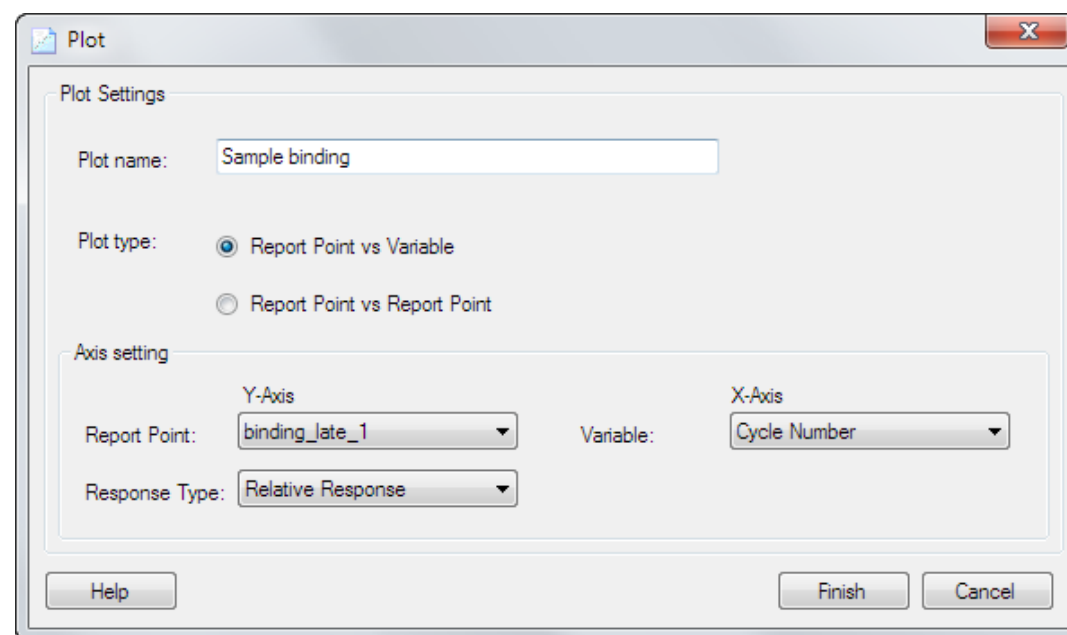 Plot
Plot Settings
Plot name: Sample binding
Plot type: Report Point vs Variable
Report Point vs Report Point
Axis setting
Y-Axis X-Axis
Report Point: binding_late_1 Variable: Cycle Number
Response Type: Relative Response
Help Finish Cancel